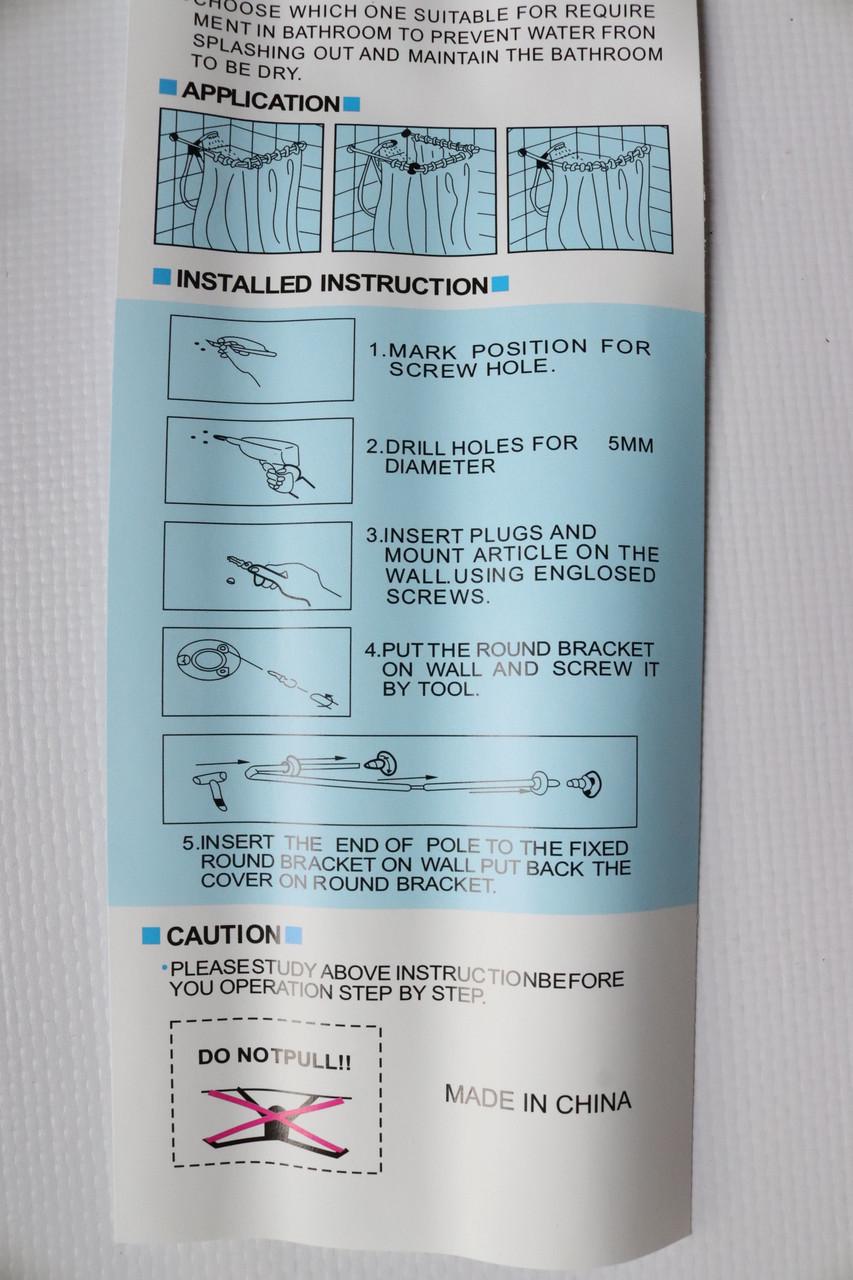 CHOOSE WHICH ONE SUITABLE FOR REQUIRE
MENT IN BATHROOM TO PREVENT WATER FRON
SPLASHING OUT AND MAINTAIN THE BATHROOM
TO BE DRY.
APPLICATION
INSTALLED INSTRUCTION
1.MARK POSITION FOR
SCREW HOLE.
2.DRILL HOLES FOR 5MM
DIAMETER
3.INSERT PLUGS AND
MOUNT ARTICLE ON THE
WALL.USING ENGLOSED
SCREWS.
4.PUT THE ROUND BRACKET
ON WALL AND SCREW IT
BY TOOL.
5.INSERT THE END OF POLE TO THE FIXED
ROUND BRACKET ON WALL PUT BACK THE
COVER ON ROUND BRACKET.
CAUTION
•PLEASESTUDY ABOVE INSTRUCTIONBEFORE
YOU OPERATION STEP BY STEP.
DO NOTPULL!!
MADE IN CHINA